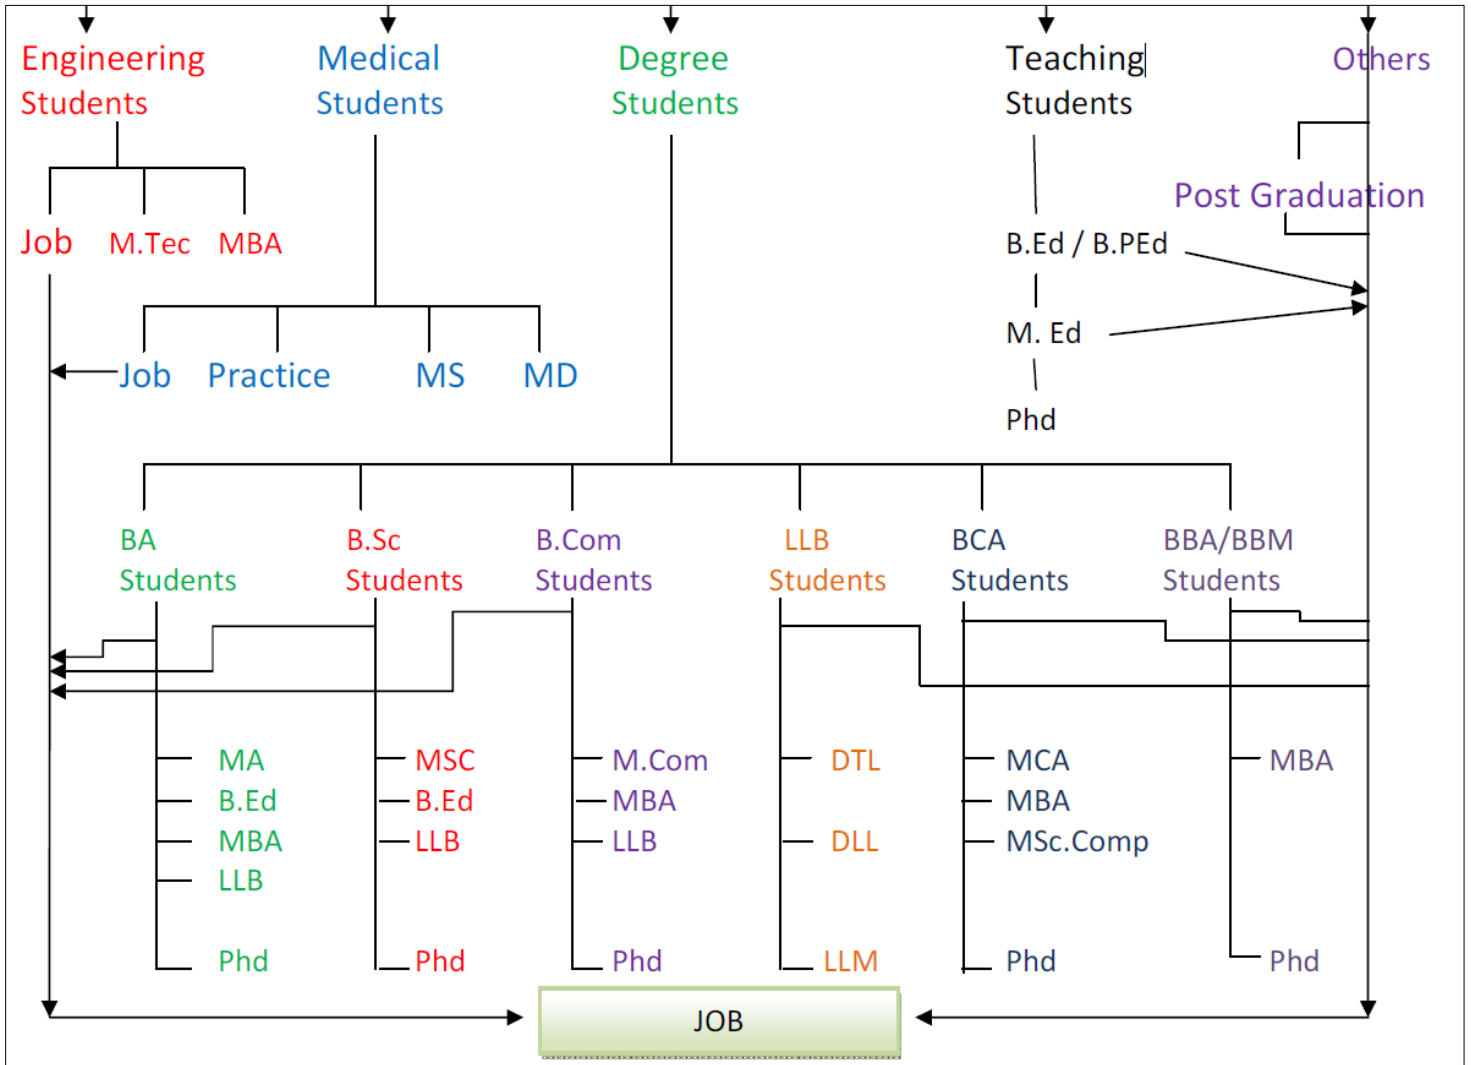 Engineering
Students
Medical
Students
Degree
Students
Teaching
Students
Others
Post Graduation
Job
M.Tec
MBA
B.Ed / B.PEd
M. Ed
Phd
Job
Practice
MS
MD
BA
Students
B.Sc
Students
B.Com
Students
LLB
Students
BCA
Students
BBA/BBM
Students
MA
B.Ed
MBA
LLB
Phd
MSC
B.Ed
LLB
Phd
M.Com
MBA
LLB
Phd
DTL
DLL
LLM
MCA
MBA
MSc.Comp
Phd
MBA
Phd
JOB